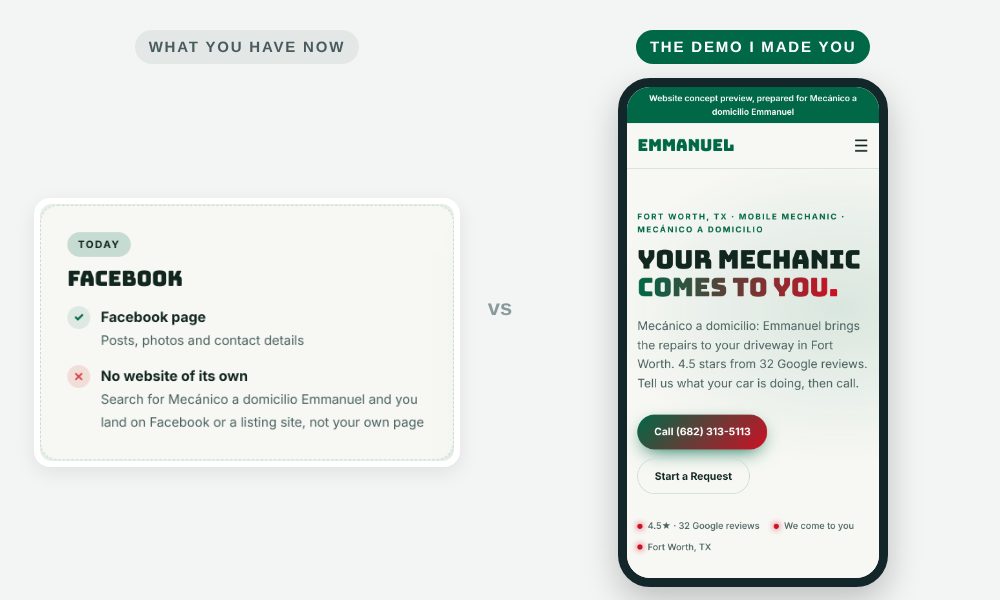 WHAT YOU HAVE NOW
TODAY
FACEBOOK
Facebook page
Posts, photos and contact details
No website of its own
Search for Mecánico a domicilio Emmanuel and you
land on Facebook or a listing site, not your own page
vs
THE DEMO I MADE YOU
Website concept preview, prepared for Mecánico a
domicilio Emmanuel
EMMANUEL
FORT WORTH, TX · MOBILE MECHANIC ·
MECÁNICO A DOMICILIO
YOUR MECHANIC
COMES TO YOU.
Mecánico a domicilio: Emmanuel brings
the repairs to your driveway in Fort
Worth. 4.5 stars from 32 Google reviews.
Tell us what your car is doing, then call.
Call (682) 313-5113
Start a Request
4.5★ · 32 Google reviews
We come to you
Fort Worth, TX